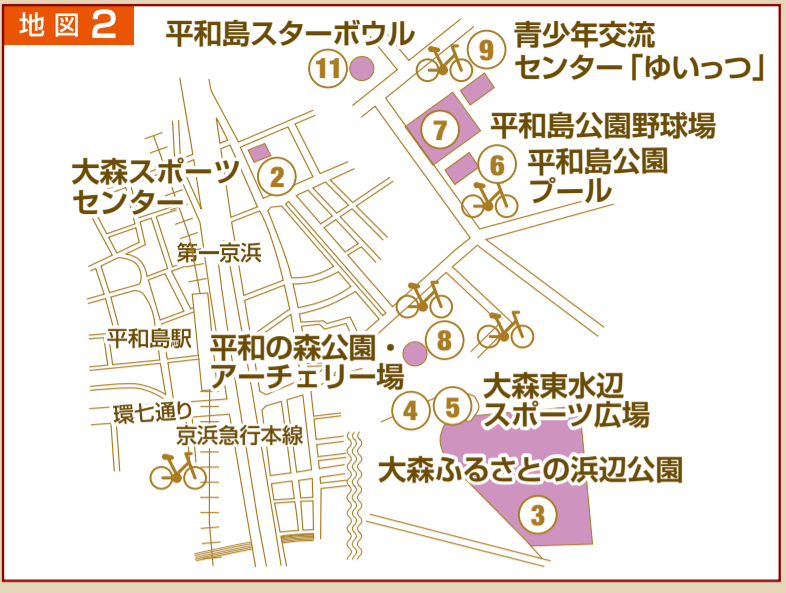 地図2
平和島スターボウル
11
9
青少年交流
センター「ゆいっつ」
7
平和島公園野球場
6
平和島公園
プール
大森スポーツ
センター
2
第一京浜
平和島駅
平和の森公園・
アーチェリー場
8
環七通り
京浜急行本線
4
5
大森東水辺
スポーツ広場
大森ふるさとの浜辺公園
3